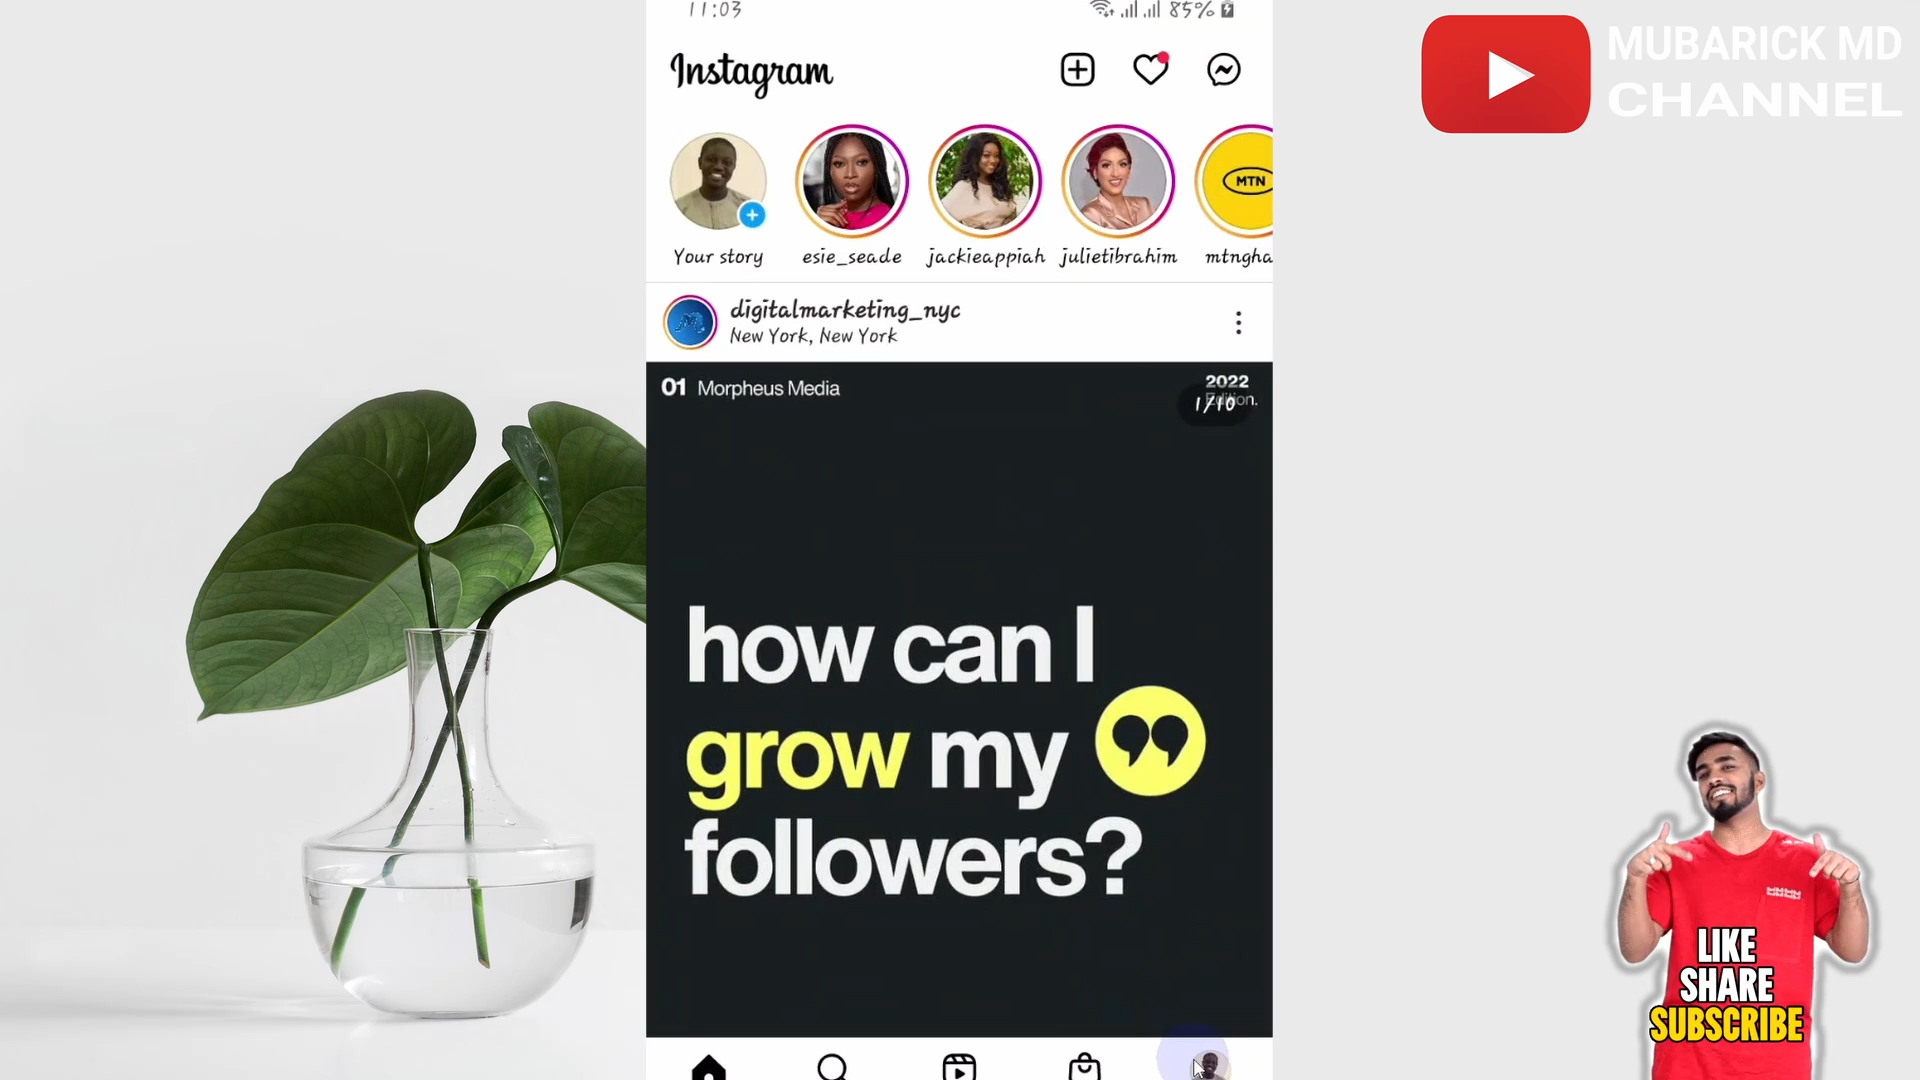 11:03
85%
MUBARICK MD
CHANNEL
Instagram
MTN
Your story
esie_seade
jackieappiah
julietibrahim
mtngha
digitalmarketing_nyc
New York, New York
01 Morpheus Media
2022
Edition.
1/10
how can I
grow my
followers?
LIKE
SHARE
SUBSCRIBE